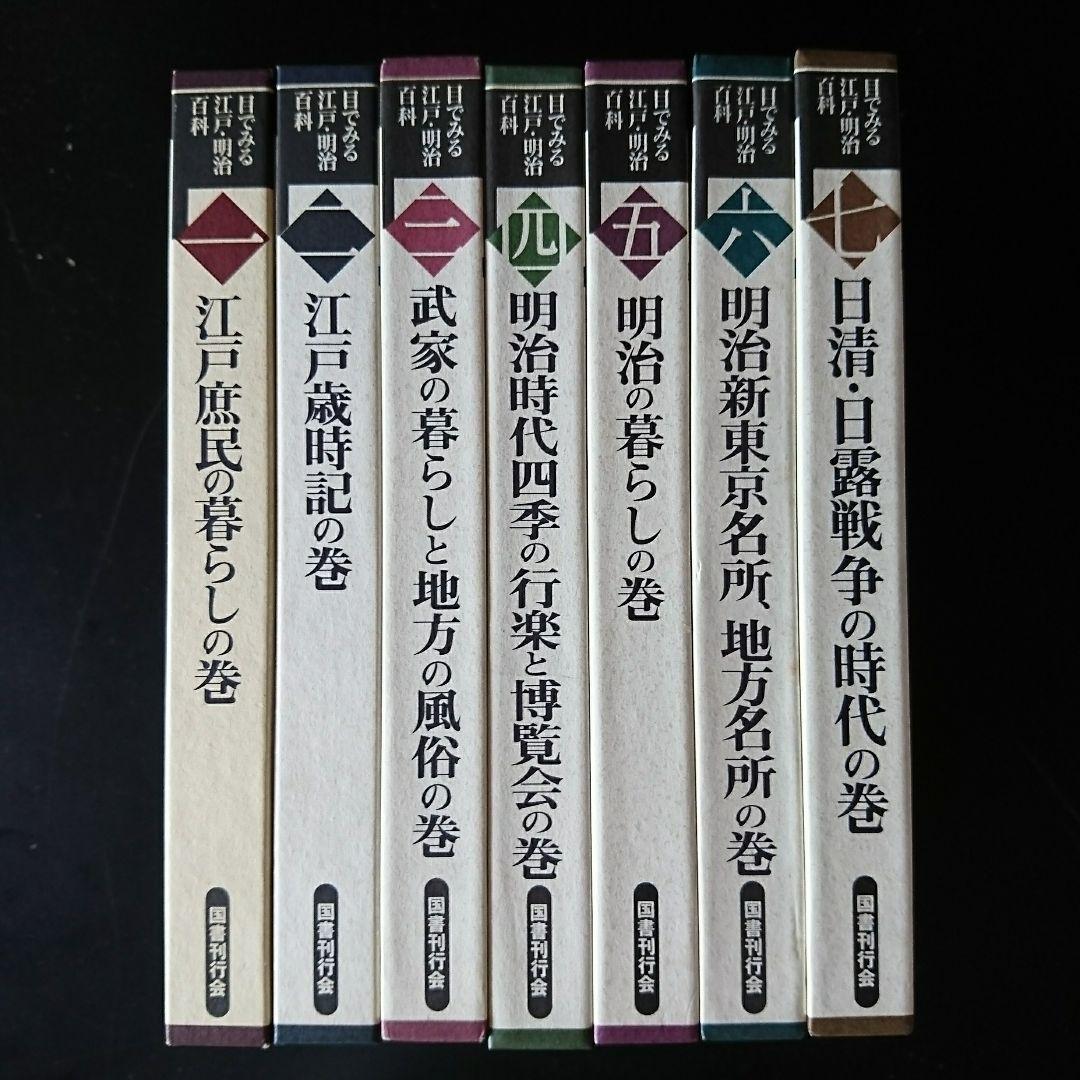 目でみる
江戸・明治
百科
一
江戸庶民の暮らしの巻
国書刊行会
目でみる
江戸・明治
百科
二
江戸歳時記の巻
国書刊行会
目でみる
江戸・明治
百科
三
武家の暮らしと地方の風俗の巻
国書刊行会
目でみる
江戸・明治
百科
四
明治時代四季の行楽と博覧会の巻
国書刊行会
目でみる
江戸・明治
百科
五
明治の暮らしの巻
国書刊行会
目でみる
江戸・明治
百科
六
明治新東京名所、地方名所の巻
国書刊行会
目でみる
江戸・明治
百科
七
日清・日露戦争の時代の巻
国書刊行会